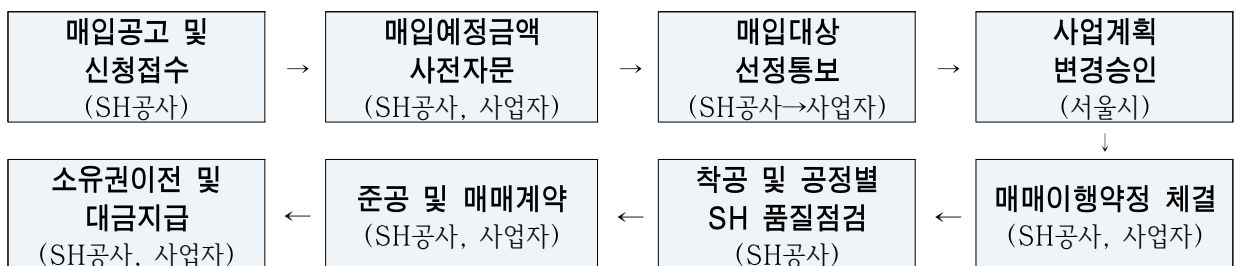 매입공고 및
신청접수
(SH공사)
→
매입예정금액
사전자문
(SH공사, 사업자)
→
매입대상
선정통보
(SH공사→사업자)
→
사업계획
변경승인
(서울시)
↓
소유권이전 및
대금지급
(SH공사, 사업자)
←
준공 및 매매계약
(SH공사, 사업자)
←
착공 및 공정별
SH 품질점검
(SH공사)
←
매매이행약정 체결
(SH공사, 사업자)